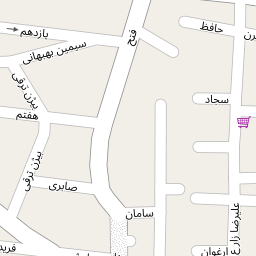 حافظ
یازدهم
فتح
سیمین بهبهانی
بیژن ترقی
سجاد
هفتم
بیژن ترقی
صابری
سامان
علیرضا زارع
ارغوان